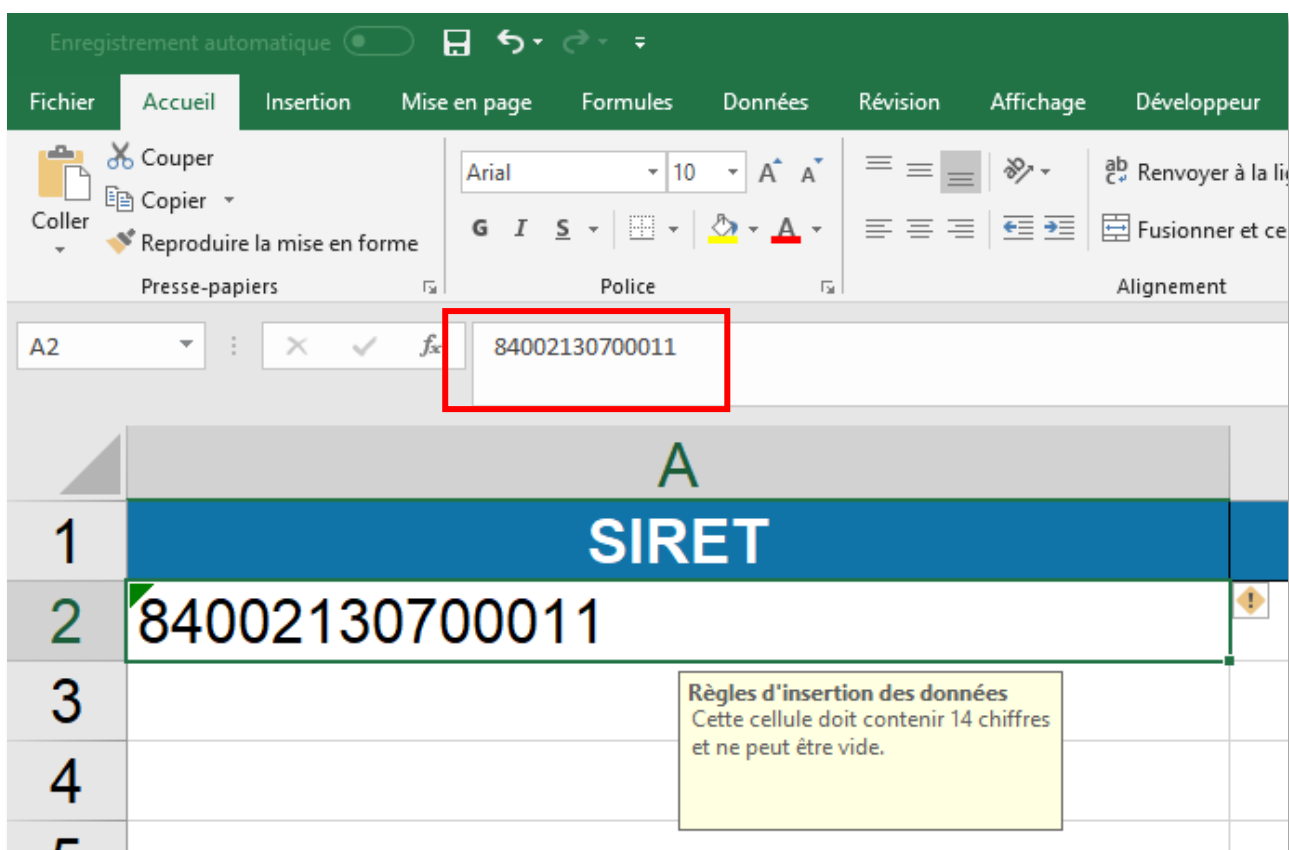 Enregistrement automatique
Fichier Accueil Insertion Mise en page Formules Données Révision Affichage Développeur
Coller
Couper
Copier
Reproduire la mise en forme
Presse-papiers
Arial 10 A A
G I S A
Police
ab Renvoyer à la li
Fusionner et ce
Alignement
A2 fx 84002130700011
A
1 SIRET
2 84002130700011
3
4
Règles d'insertion des données
Cette cellule doit contenir 14 chiffres
et ne peut être vide.